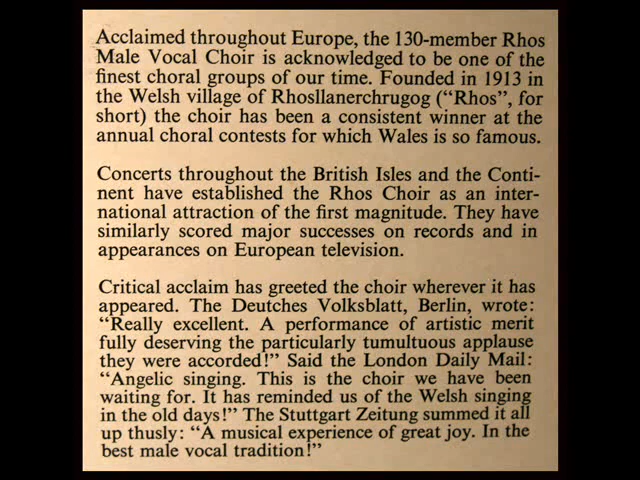 Acclaimed throughout Europe, the 130-member Rhos
Male Vocal Choir is acknowledged to be one of the
finest choral groups of our time. Founded in 1913 in
the Welsh village of Rhosllanerchrugog (“Rhos”, for
short) the choir has been a consistent winner at the
annual choral contests for which Wales is so famous.
Concerts throughout the British Isles and the Conti-
nent have established the Rhos Choir as an inter-
national attraction of the first magnitude. They have
similarly scored major successes on records and in
appearances on European television.
Critical acclaim has greeted the choir wherever it has
appeared. The Deutches Volksblatt, Berlin, wrote:
“Really excellent. A performance of artistic merit
fully deserving the particularly tumultuous applause
they were accorded!” Said the London Daily Mail:
“Angelic singing. This is the choir we have been
waiting for. It has reminded us of the Welsh singing
in the old days!” The Stuttgart Zeitung summed it all
up thusly: “A musical experience of great joy. In the
best male vocal tradition!”